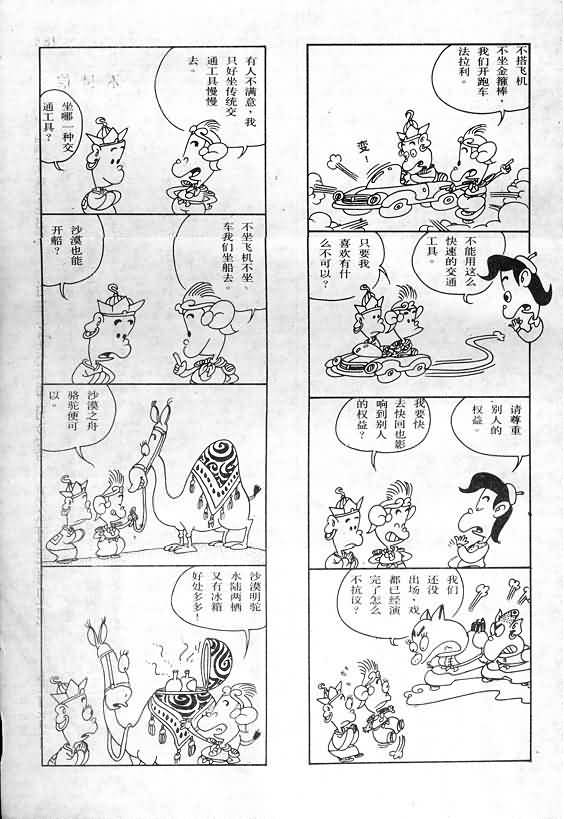 不搭飞机
不坐金箍棒，
我们开跑车
法拉利。
变！
不能用这么
快速的交通
工具。
只要我
喜欢有什
么不可以？
请尊重
别人的
权益。
我要快
去快回也影
响到别人
的权益？
我们
还没
出场，戏
都已经演
完了怎么
不抗议？
有人不满意，我
只好坐传统交
通工具慢慢
去。
坐哪一种交
通工具？
不坐飞机不坐、
车我们坐船去。
沙漠也能
开船？
沙漠之舟
骆驼便可
以。
沙漠明驼
水陆两栖
又有冰箱
好处多多！